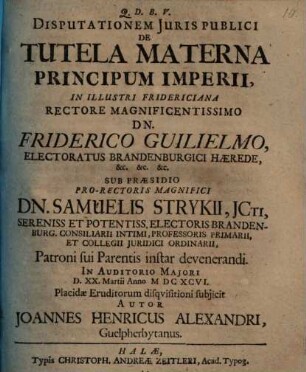 Q. D. B. V.
DISPUTATIONEM JURIS PUBLICI
DE
TUTELA MATERNA
PRINCIPUM IMPERII,
IN ILLUSTRI FRIDERICIANA
RECTORE MAGNIFICENTISSIMO
DN.
FRIDERICO GUILIELMO,
ELECTORATUS BRANDENBURGICI HÆREDE,
&c. &c. &c.
SUB PRÆSIDIO
PRO-RECTORIS MAGNIFICI
DN. SAMUELIS STRYKII, JCTI,
SERENISS ET POTENTISS, ELECTORIS BRANDEN-
BURG. CONSILIARII INTIMI, PROFESSORIS PRIMARII,
ET COLLEGII JURIDICI ORDINARII,
Patroni sui Parentis instar devenerandi.
IN AUDITORIO MAJORI
D. XX. Martii Anno M DC XCVI.
Placidæ Eruditorum disqvisitioni subjicit
AUTOR
JOANNES HENRICUS ALEXANDRI,
Guelpherbytanus.
HALÆ,
Typis CHRISTOPH. ANDREÆ ZEITLERI, Acad. Typog.